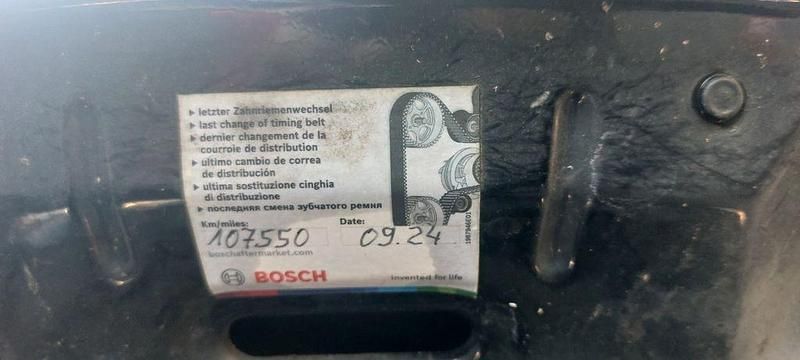 ▸ letzter Zahnriemenwechsel
▸ last change of timing belt
▸ dernier changement de la
courroie de distribution
▸ ultimo cambio de correa
de distribución
▸ ultima sostituzione cinghia
di distribuzione
▸ последняя смена зубчатого ремня
Km/miles: Date:
107550 09.24
boschaftermarket.com
BOSCH invented for life